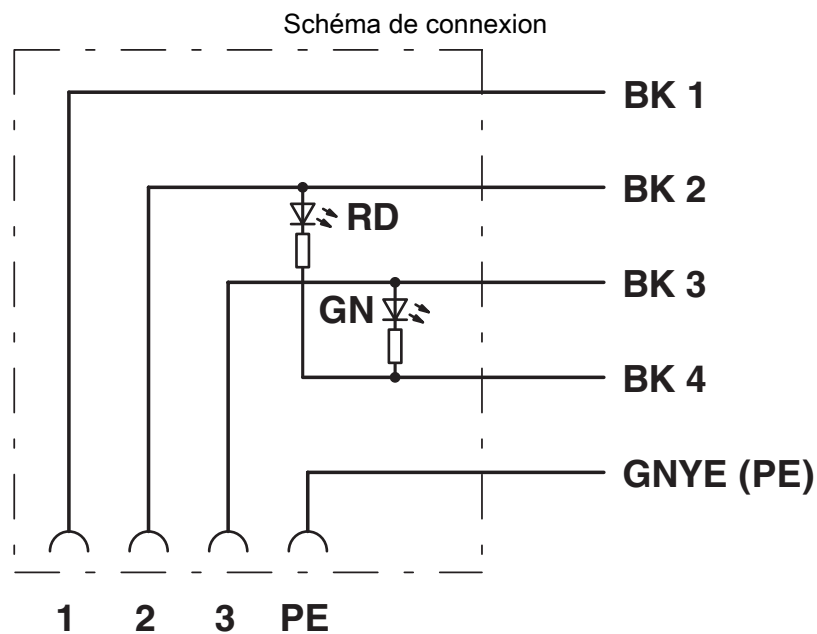 Schéma de connexion
BK 1
BK 2
RD
BK 3
GN
BK 4
GNYE (PE)
1 2 3 PE